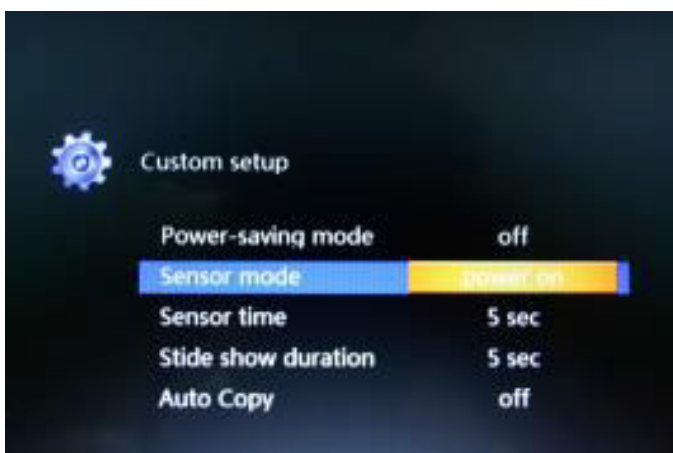 Custom setup
Power-saving mode off
Sensor mode power on
Sensor time 5 sec
Stide show duration 5 sec
Auto Copy off